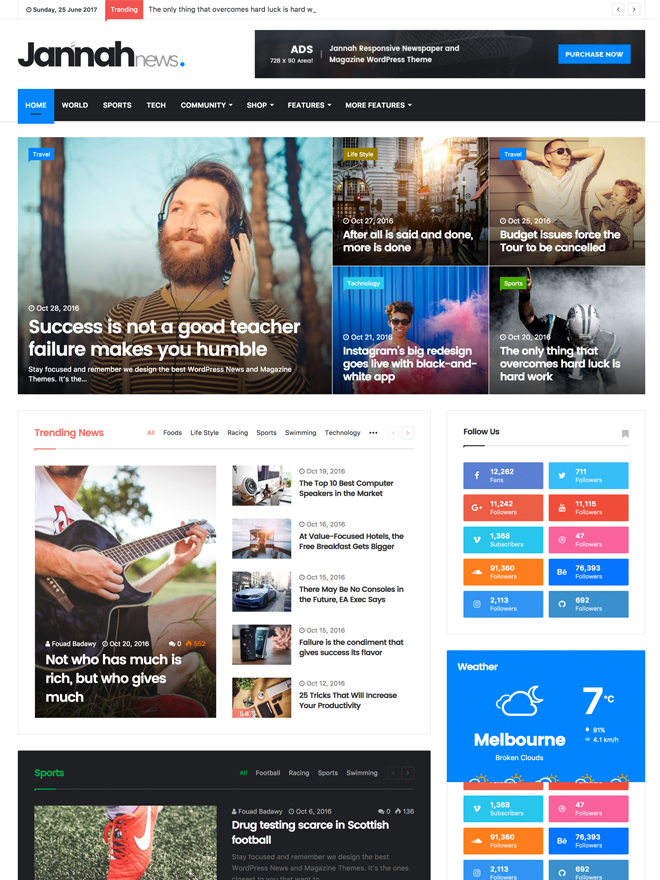 Sunday, 25 June 2017
Trending
The only thing that overcomes hard luck is hard w_
Jannah news.
ADS
728 X 90 Area!
Jannah Responsive Newspaper and
Magazine WordPress Theme
PURCHASE NOW
HOME
WORLD
SPORTS
TECH
COMMUNITY
SHOP
FEATURES
MORE FEATURES
Travel
Oct 28, 2016
Success is not a good teacher
failure makes you humble
Stay focused and remember we design the best WordPress News and Magazine
Themes. It's the...
Life Style
Oct 27, 2016
After all is said and done,
more is done
Travel
Oct 25, 2016
Budget issues force the
Tour to be cancelled
Technology
Oct 21, 2016
Instagram's big redesign
goes live with black-and-
white app
Sports
Oct 20, 2016
The only thing that
overcomes hard luck is
hard work
Trending News
All
Foods
Life Style
Racing
Sports
Swimming
Technology
•••
Fouad Badawy
Oct 20, 2016
0
552
Not who has much is
rich, but who gives
much
Oct 19, 2016
The Top 10 Best Computer
Speakers in the Market
Oct 16, 2016
At Value-Focused Hotels, the
Free Breakfast Gets Bigger
Oct 15, 2016
There May Be No Consoles in
the Future, EA Exec Says
Oct 15, 2016
Failure is the condiment that
gives success its flavor
Oct 12, 2016
25 Tricks That Will Increase
Your Productivity
Follow Us
12,262
Fans
711
Followers
11,242
Followers
11,115
Followers
1,368
Subscribers
47
Followers
91,360
Followers
76,393
Followers
2,113
Followers
692
Followers
Weather
7 °C
81%
4.1 km/h
Melbourne
Broken Clouds
1,368
Subscribers
47
Followers
91,360
Followers
76,393
Followers
2,113
Followers
692
Followers
Sports
All
Football
Racing
Sports
Swimming
Fouad Badawy
Oct 6, 2016
0
136
Drug testing scarce in Scottish
football
Stay focused and remember we design the best
WordPress News and Magazine Themes. It's the ones
closest to you that want to